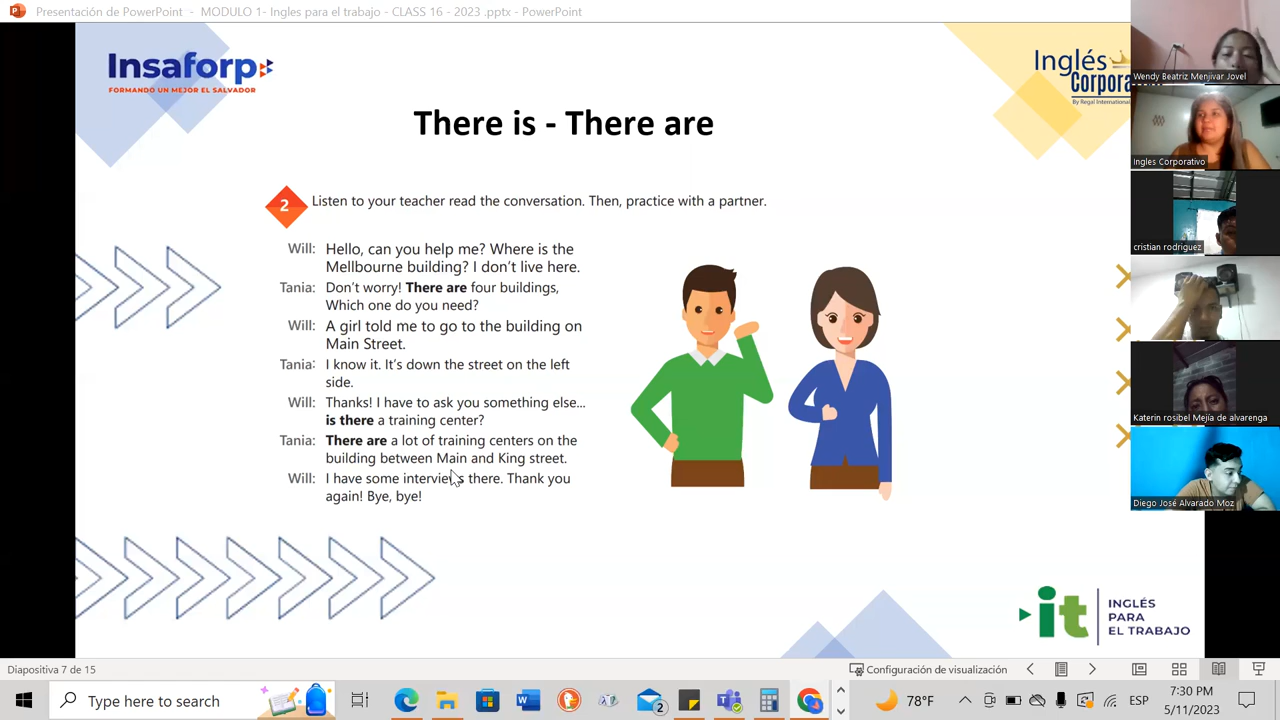 Presentación de PowerPoint - MODULO 1- Ingles para el trabajo - CLASS 16 - 2023 .pptx - PowerPoint
Insaforp
FORMANDO UN MEJOR EL SALVADOR
Inglés
Corpora
By Regal International
There is - There are
2 Listen to your teacher read the conversation. Then, practice with a partner.
Will: Hello, can you help me? Where is the
Mellbourne building? I don't live here.
Tania: Don't worry! There are four buildings,
Which one do you need?
Will: A girl told me to go to the building on
Main Street.
Tania: I know it. It's down the street on the left
side.
Will: Thanks! I have to ask you something else...
is there a training center?
Tania: There are a lot of training centers on the
building between Main and King street.
Will: I have some interviews there. Thank you
again! Bye, bye!
it INGLÉS
PARA
EL TRABAJO
Wendy Beatriz Menjivar Jovel
Ingles Corporativo
cristian rodriguez
Katerin rosibel Mejía de alvarenga
Diego José Alvarado Moz
Diapositiva 7 de 15
Configuración de visualización
Type here to search
2
78°F
ESP
7:30 PM
5/11/2023